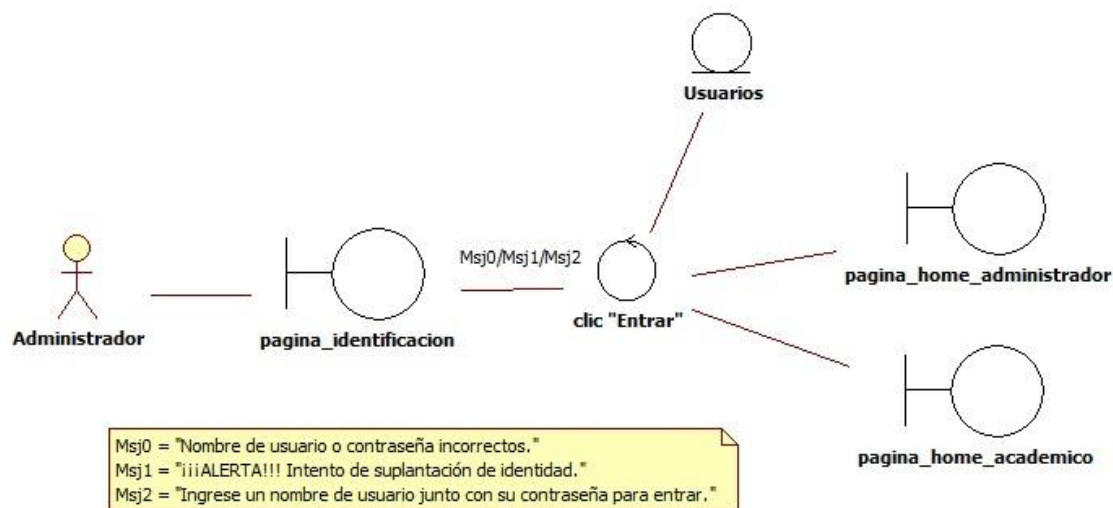 Usuarios
Msj0/Msj1/Msj2
pagina_home_administrador
Administrador
pagina_identificacion
clic "Entrar"
pagina_home_academico
Msj0 = "Nombre de usuario o contraseña incorrectos."
Msj1 = "¡¡¡ALERTA!!! Intento de suplantación de identidad."
Msj2 = "Ingrese un nombre de usuario junto con su contraseña para entrar."